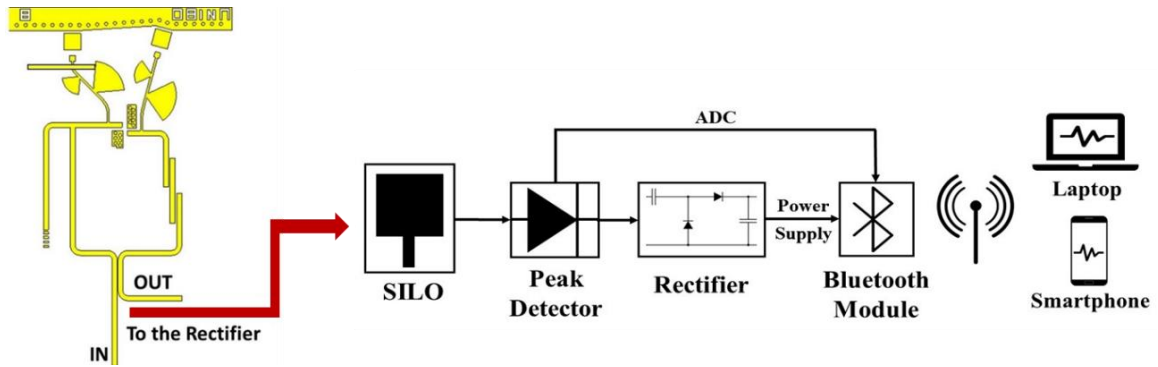 OUT
To the Rectifier
IN
ADC
SILO
Peak
Detector
Rectifier
Power
Supply
Bluetooth
Module
Laptop
Smartphone